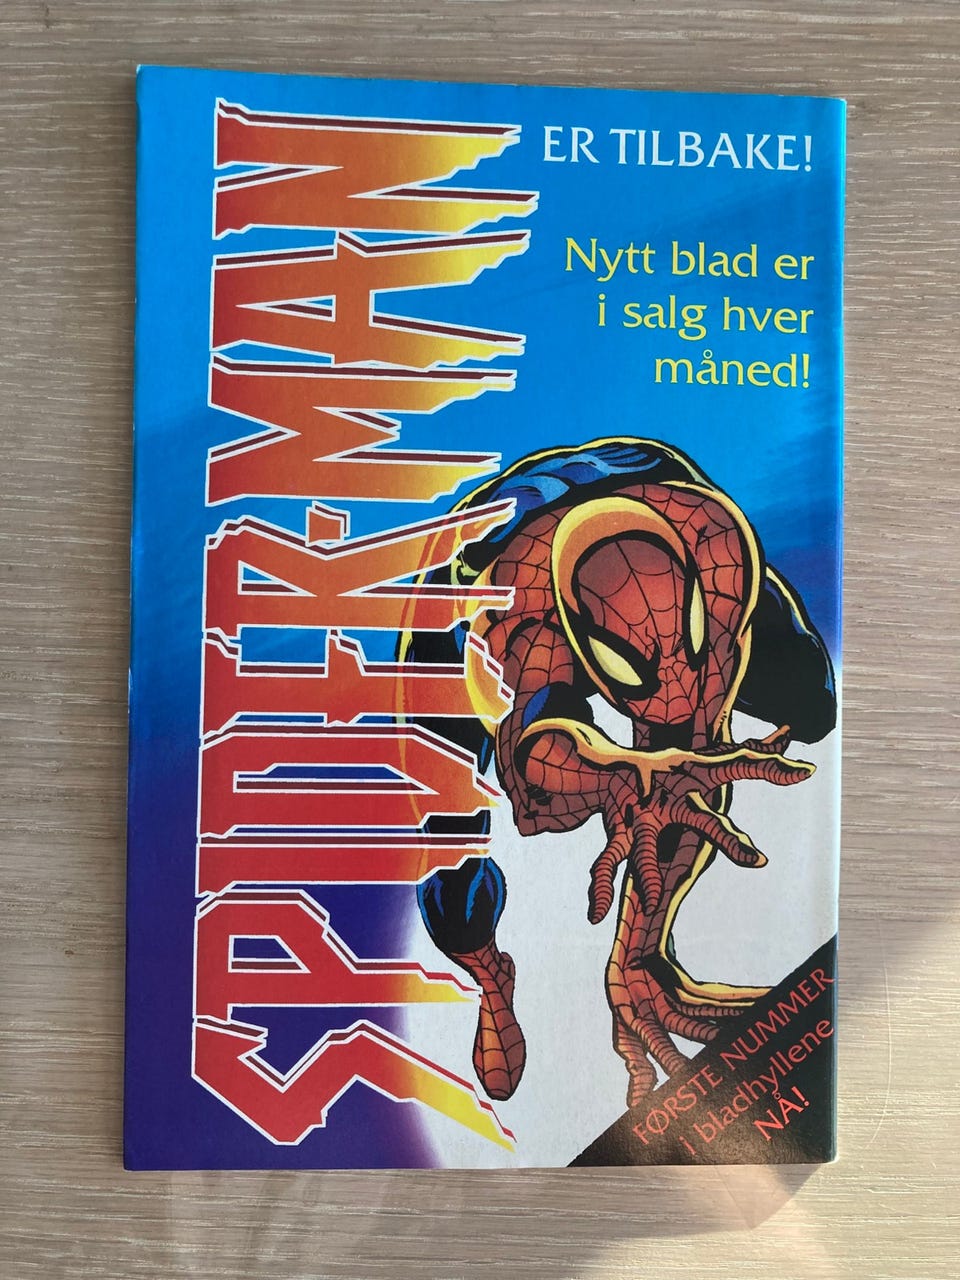 SPIDER-MAN
ER TILBAKE!
Nytt blad er
i salg hver
måned!
FØRSTE NUMMER
i bladhyllene
NÅ!